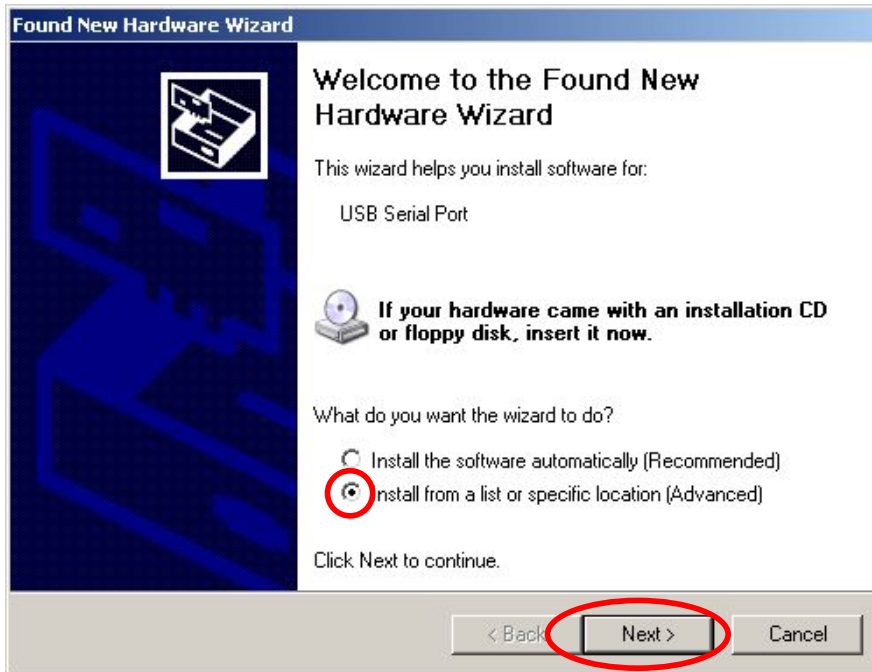 Found New Hardware Wizard
Welcome to the Found New
Hardware Wizard
This wizard helps you install software for:
USB Serial Port
If your hardware came with an installation CD
or floppy disk, insert it now.
What do you want the wizard to do?
Install the software automatically (Recommended)
Install from a list or specific location (Advanced)
Click Next to continue.
< Back Next > Cancel